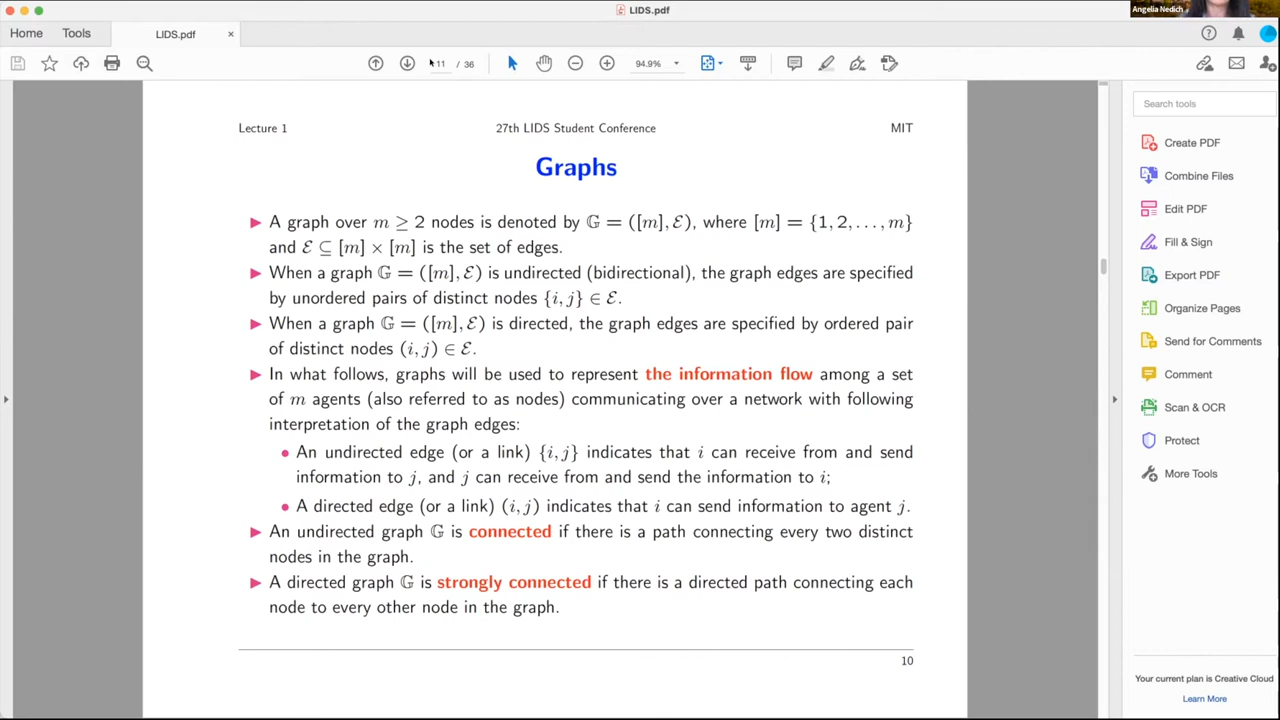 LIDS.pdf
Angelia Nedich
Home
Tools
LIDS.pdf
×
11 / 36
94.9%
Search tools
Create PDF
Combine Files
Edit PDF
Fill & Sign
Export PDF
Organize Pages
Send for Comments
Comment
Scan & OCR
Protect
More Tools
Your current plan is Creative Cloud
Learn More
Lecture 1
27th LIDS Student Conference
MIT
Graphs
▶ A graph over m ≥ 2 nodes is denoted by 𝔾 = ([m], ℰ), where [m] = {1, 2, . . . , m}
and ℰ ⊆ [m] × [m] is the set of edges.
▶ When a graph 𝔾 = ([m], ℰ) is undirected (bidirectional), the graph edges are specified
by unordered pairs of distinct nodes {i, j} ∈ ℰ.
▶ When a graph 𝔾 = ([m], ℰ) is directed, the graph edges are specified by ordered pair
of distinct nodes (i, j) ∈ ℰ.
▶ In what follows, graphs will be used to represent the information flow among a set
of m agents (also referred to as nodes) communicating over a network with following
interpretation of the graph edges:
• An undirected edge (or a link) {i, j} indicates that i can receive from and send
information to j, and j can receive from and send the information to i;
• A directed edge (or a link) (i, j) indicates that i can send information to agent j.
▶ An undirected graph 𝔾 is connected if there is a path connecting every two distinct
nodes in the graph.
▶ A directed graph 𝔾 is strongly connected if there is a directed path connecting each
node to every other node in the graph.
10